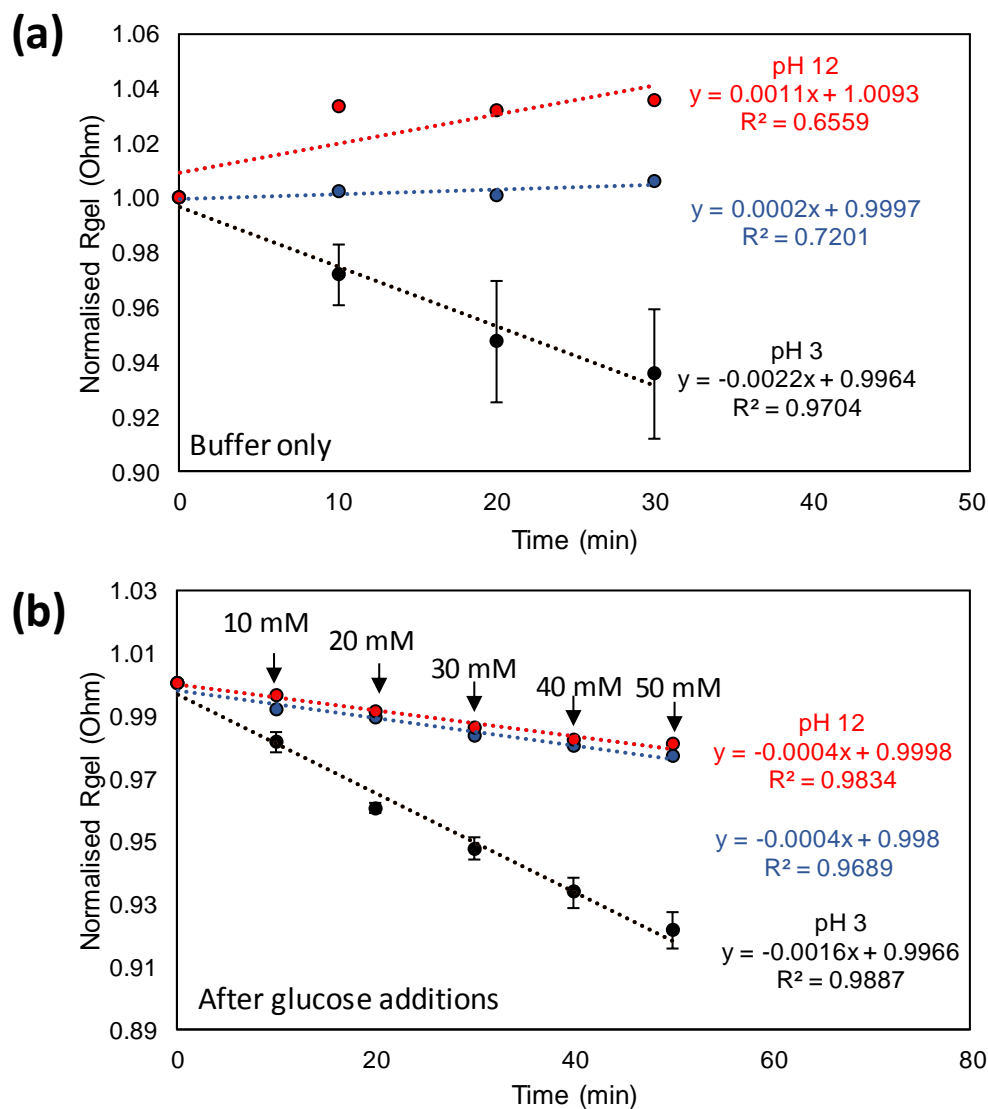 (a)
Normalised Rgel (Ohm)
1.06
1.04
1.02
1.00
0.98
0.96
0.94
0.92
0.90
pH 12
y = 0.0011x + 1.0093
R² = 0.6559
y = 0.0002x + 0.9997
R² = 0.7201
pH 3
y = -0.0022x + 0.9964
R² = 0.9704
Buffer only
0 10 20 30 40 50
Time (min)
(b)
Normalised Rgel (Ohm)
1.03
1.01
0.99
0.97
0.95
0.93
0.91
0.89
10 mM
20 mM
30 mM
40 mM
50 mM
pH 12
y = -0.0004x + 0.9998
R² = 0.9834
y = -0.0004x + 0.998
R² = 0.9689
pH 3
y = -0.0016x + 0.9966
R² = 0.9887
After glucose additions
0 20 40 60 80
Time (min)